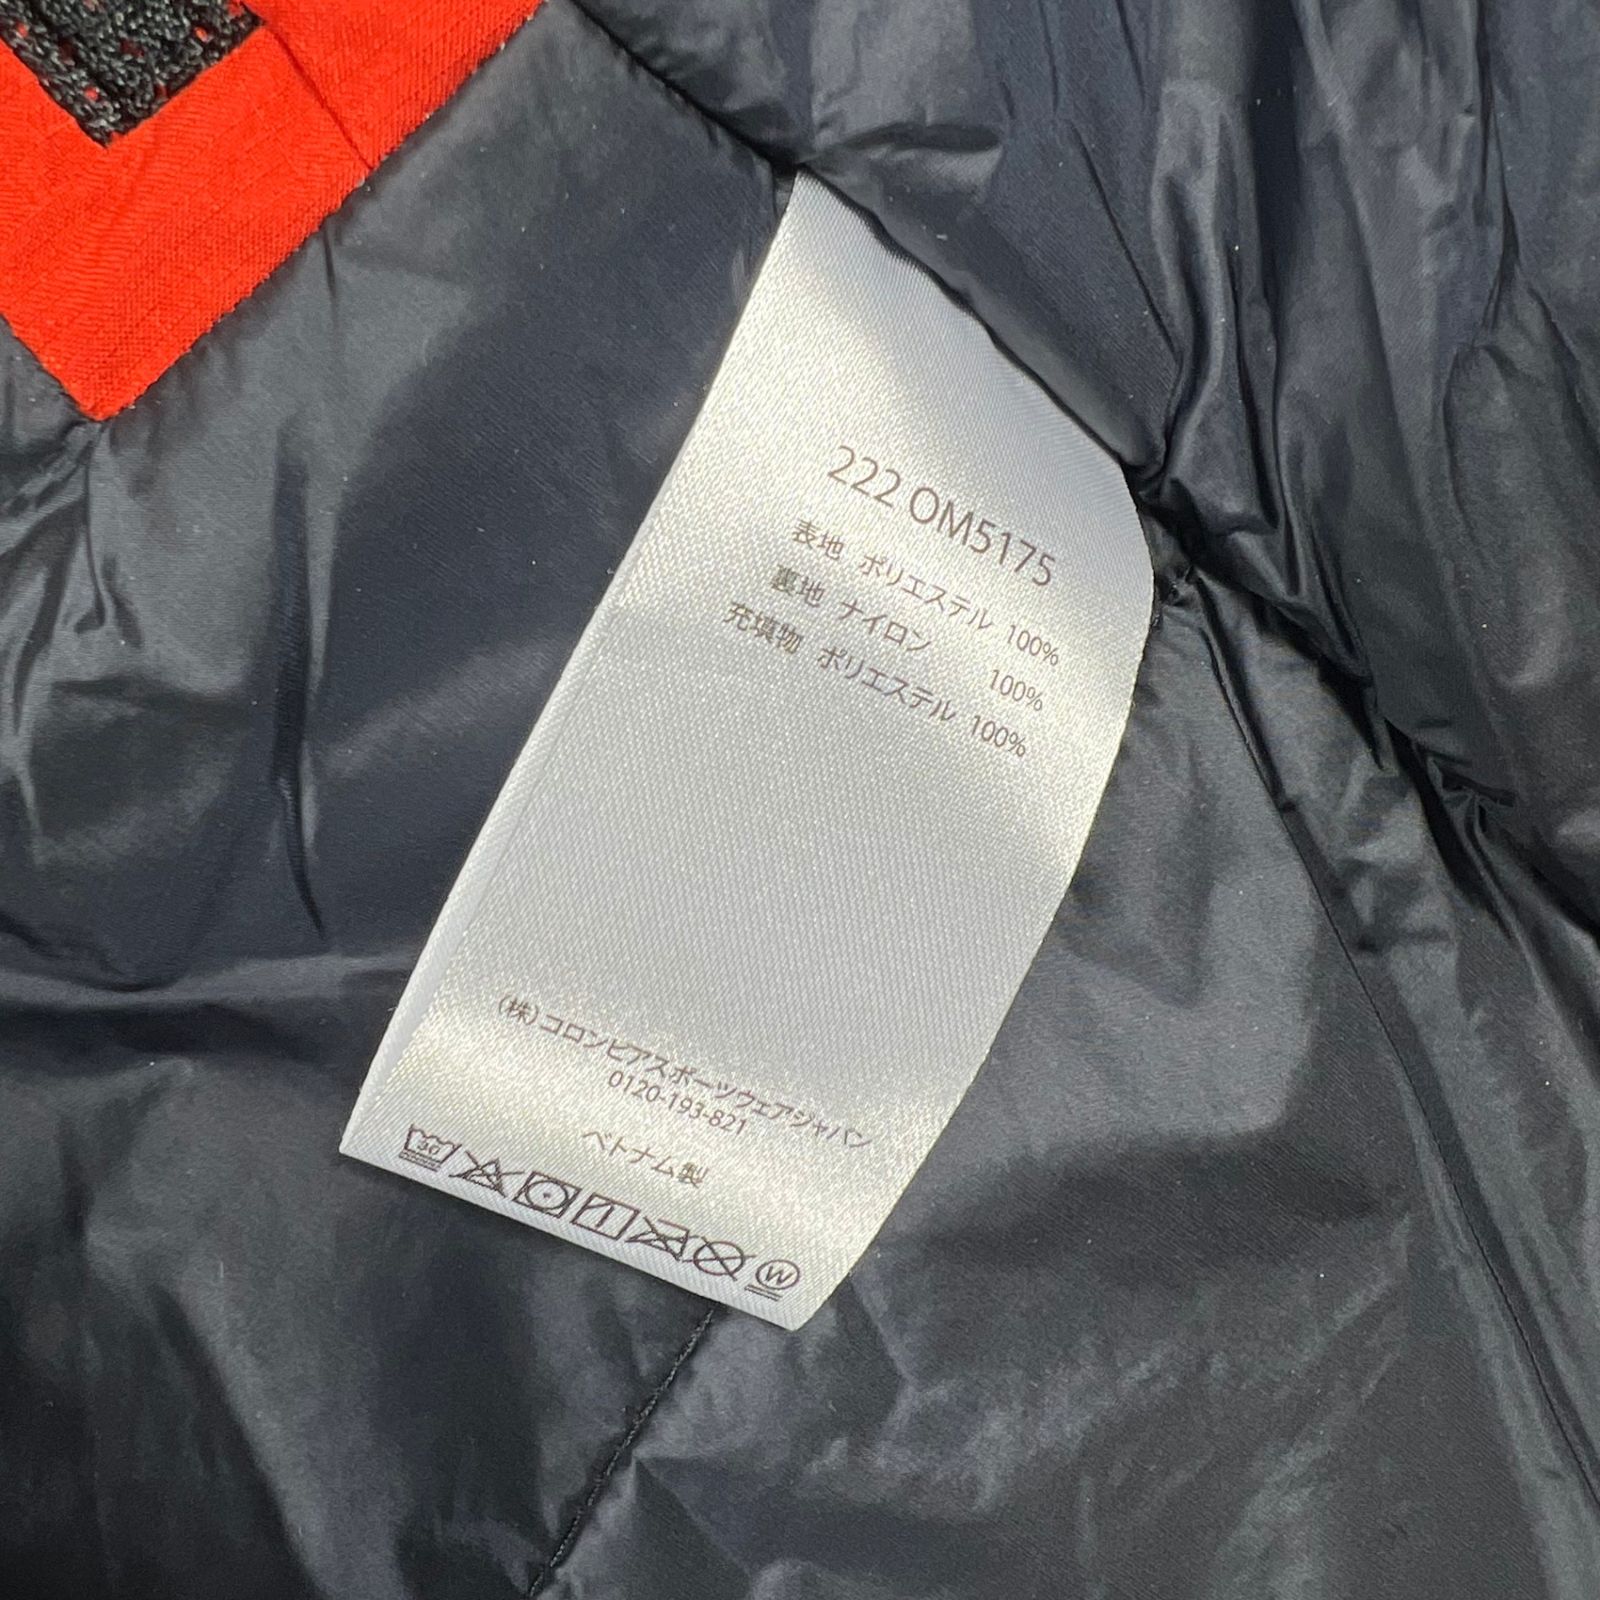 222 OM5175
表地 ポリエステル 100%
裏地 ナイロン 100%
充填物 ポリエステル 100%
(株)コロンビアスポーツウェアジャパン
0120-193-821
ベトナム製
30
W